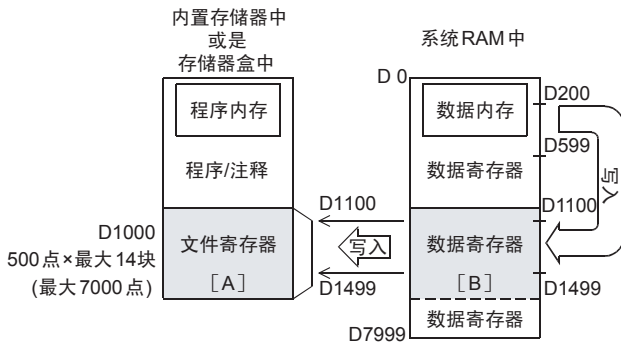 内置存储器中
或是
存储器盒中
系统RAM中
D 0
程序内存
数据内存
D200
程序/注释
数据寄存器
D599
写入
D1100
D1100
D1000
500点×最大14块
(最大7000点)
文件寄存器
[A]
写入
数据寄存器
[B]
D1499
D1499
数据寄存器
D7999